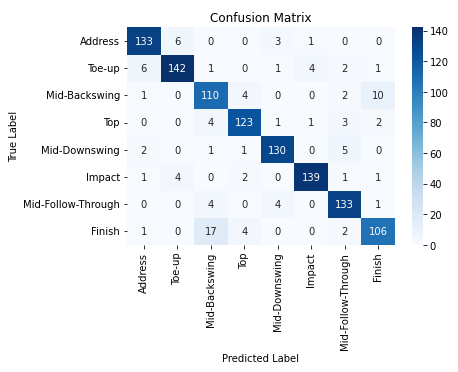 Confusion Matrix
True Label
Address 133 6 0 0 3 1 0 0
Toe-up 6 142 1 0 1 4 2 1
Mid-Backswing 1 0 110 4 0 0 2 10
Top 0 0 4 123 1 1 3 2
Mid-Downswing 2 0 1 1 130 0 5 0
Impact 1 4 0 2 0 139 1 1
Mid-Follow-Through 0 0 4 0 4 0 133 1
Finish 1 0 17 4 0 0 2 106
Address Toe-up Mid-Backswing Top Mid-Downswing Impact Mid-Follow-Through Finish
Predicted Label
140
120
100
80
60
40
20
0